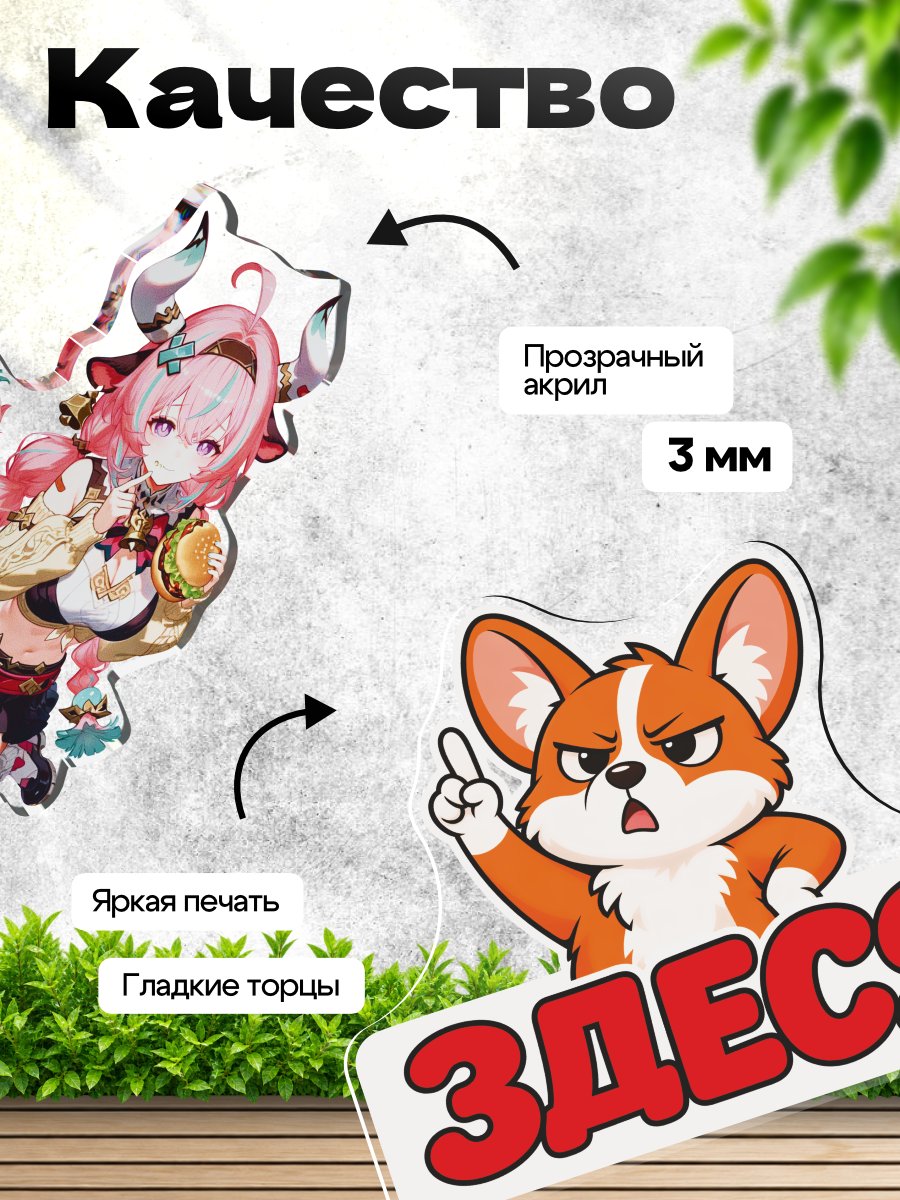 Качество
Прозрачный
акрил
3 мм
Яркая печать
Гладкие торцы